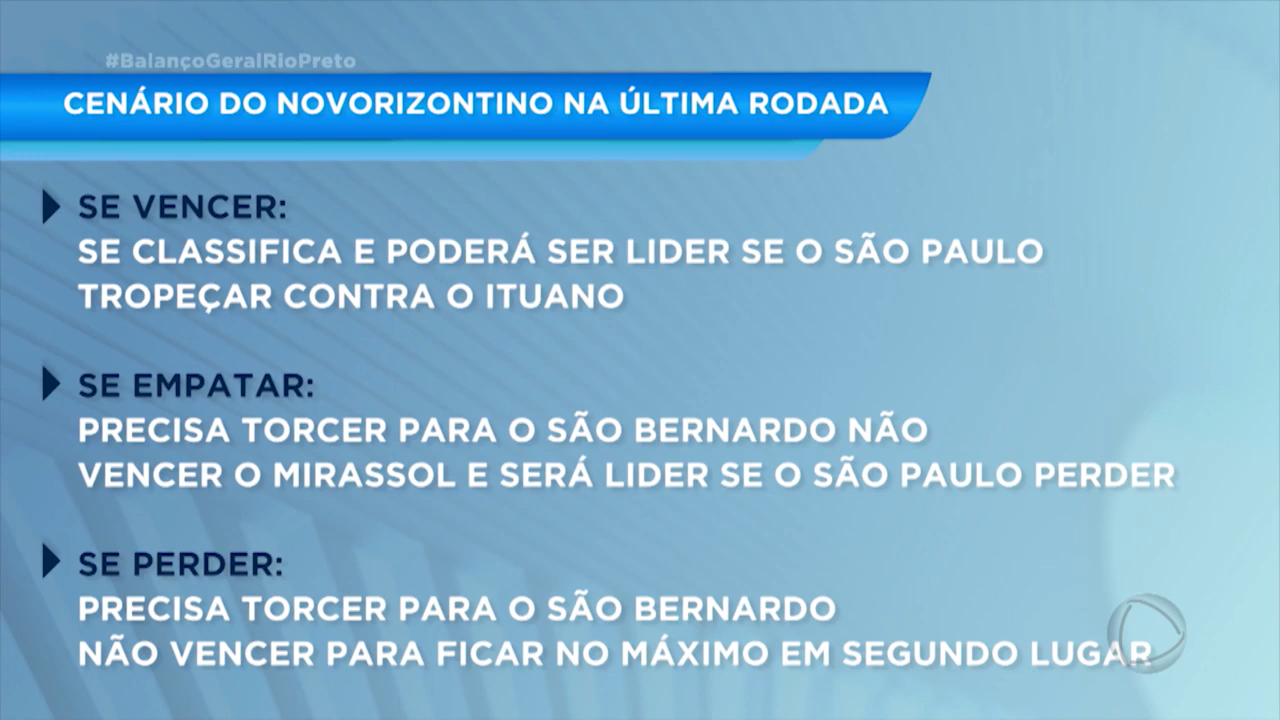 #BalançoGeralRioPreto
CENÁRIO DO NOVORIZONTINO NA ÚLTIMA RODADA
SE VENCER:
SE CLASSIFICA E PODERÁ SER LIDER SE O SÃO PAULO
TROPEÇAR CONTRA O ITUANO
SE EMPATAR:
PRECISA TORCER PARA O SÃO BERNARDO NÃO
VENCER O MIRASSOL E SERÁ LIDER SE O SÃO PAULO PERDER
SE PERDER:
PRECISA TORCER PARA O SÃO BERNARDO
NÃO VENCER PARA FICAR NO MÁXIMO EM SEGUNDO LUGAR